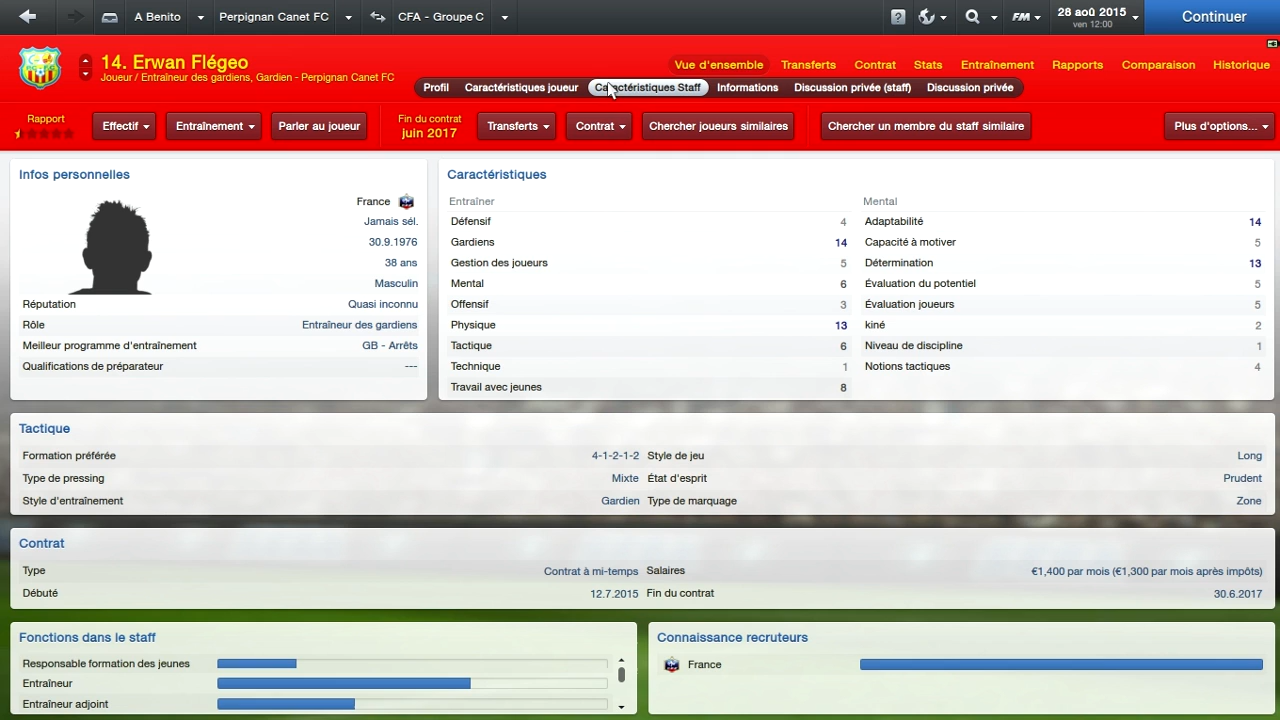 A Benito
Perpignan Canet FC
CFA - Groupe C
?
FM
28 aoû 2015
ven 12:00
Continuer
14. Erwan Flégeo
Joueur / Entraîneur des gardiens, Gardien - Perpignan Canet FC
Vue d'ensemble Transferts Contrat Stats Entraînement Rapports Comparaison Historique
Profil Caractéristiques joueur Caractéristiques Staff Informations Discussion privée (staff) Discussion privée
Rapport
Effectif Entraînement Parler au joueur
Fin du contrat
juin 2017
Transferts Contrat Chercher joueurs similaires Chercher un membre du staff similaire Plus d'options...
Infos personnelles
France
Jamais sél.
30.9.1976
38 ans
Masculin
Réputation Quasi inconnu
Rôle Entraîneur des gardiens
Meilleur programme d'entraînement GB - Arrêts
Qualifications de préparateur ---
Caractéristiques
Entraîner
Défensif 4
Gardiens 14
Gestion des joueurs 5
Mental 6
Offensif 3
Physique 13
Tactique 6
Technique 1
Travail avec jeunes 8
Mental
Adaptabilité 14
Capacité à motiver 5
Détermination 13
Évaluation du potentiel 5
Évaluation joueurs 5
kiné 2
Niveau de discipline 1
Notions tactiques 4
Tactique
Formation préférée 4-1-2-1-2 Style de jeu Long
Type de pressing Mixte État d'esprit Prudent
Style d'entraînement Gardien Type de marquage Zone
Contrat
Type Contrat à mi-temps Salaires €1,400 par mois (€1,300 par mois après impôts)
Débuté 12.7.2015 Fin du contrat 30.6.2017
Fonctions dans le staff
Responsable formation des jeunes
Entraîneur
Entraîneur adjoint
Connaissance recruteurs
France